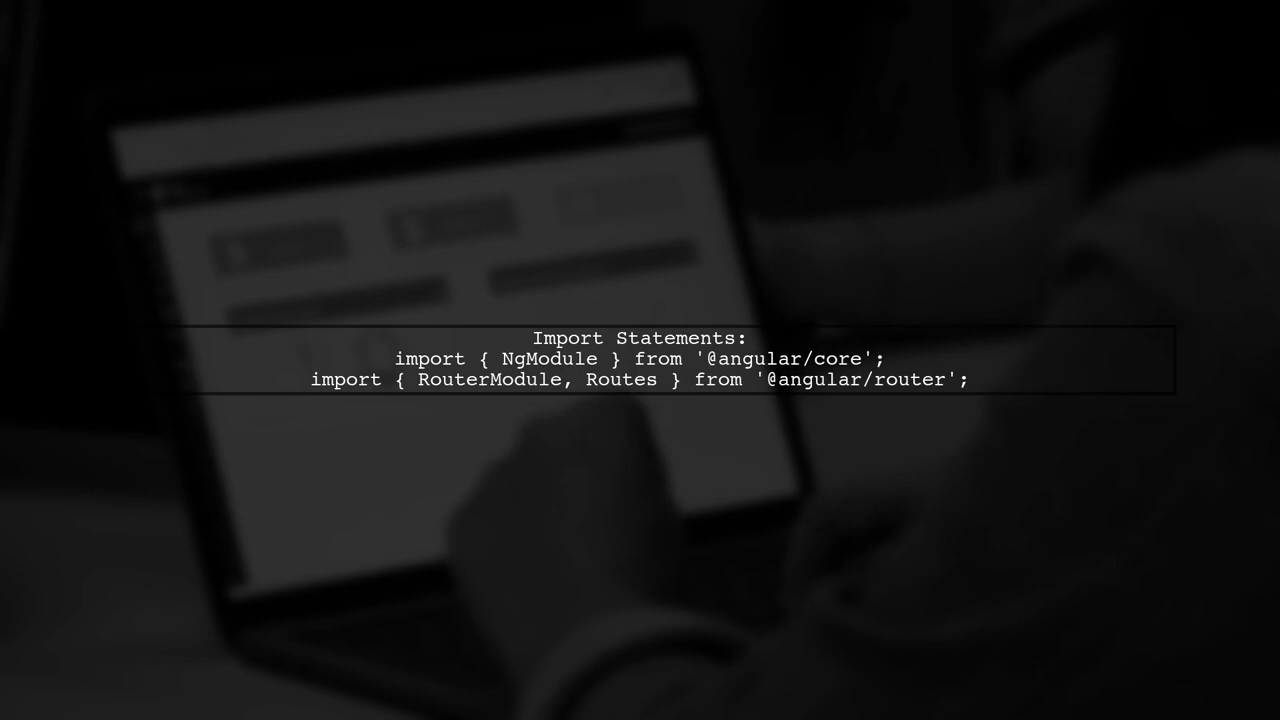 Import Statements:
import { NgModule } from '@angular/core';
import { RouterModule, Routes } from '@angular/router';